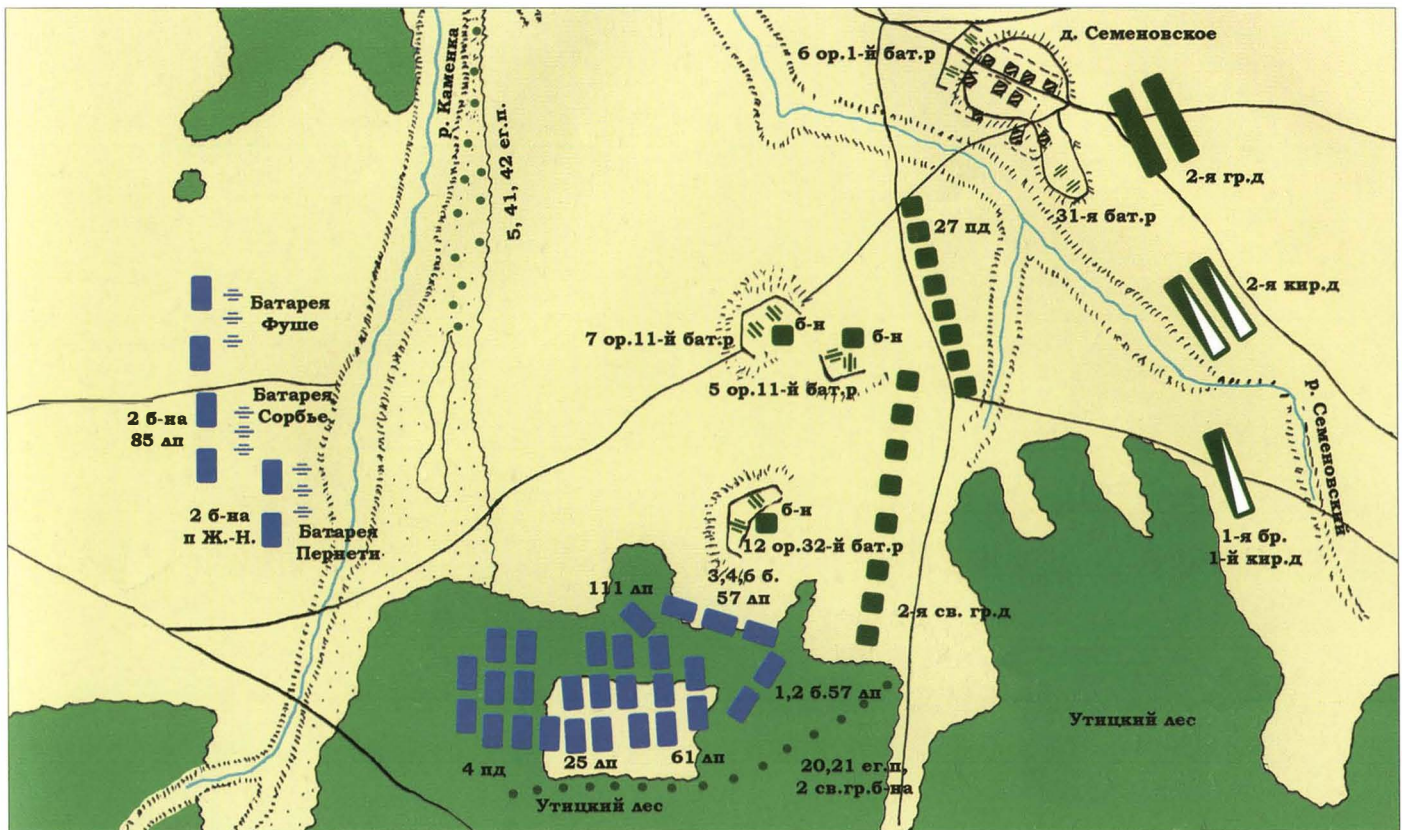 д. Семеновское
6 ор.1-й бат.р
р. Каменка
5, 41, 42 ег.п.
2-я гр.д
31-я бат.р
27 пд
2-я кир.д
Батарея
Фуше
7 ор.11-й бат.р
б-н
б-н
5 ор.11-й бат.р
Батарея
Сорбье
2 б-на
85 лп
р. Семеновский
2 б-на
п Ж.-Н.
Батарея
Пернети
б-н
12 ор.32-й бат.р
1-я бр.
1-й кир.д
3,4,6 б.
57 лп
111 лп
2-я св. гр.д
1,2 б.57 лп
Утицкий лес
4 пд
25 лп
61 лп
20,21 ег.п,
2 св.гр.б-на
Утицкий лес